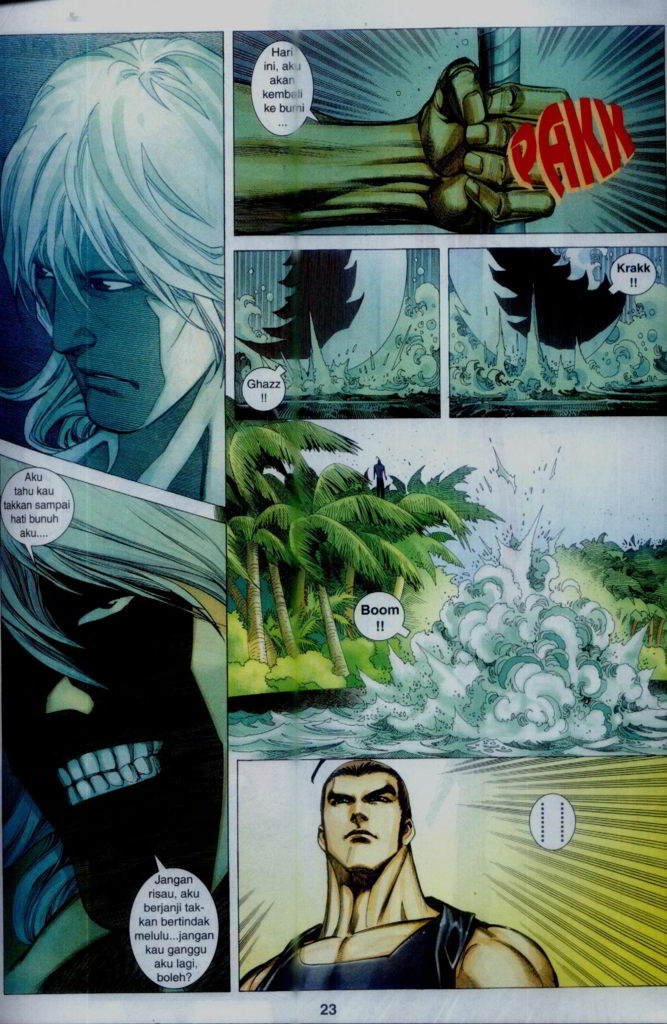 Hari
ini, aku
akan
kembali
ke bumi
...
PAKK
Ghazz
!!
Krakk
!!
Aku
tahu kau
takkan sampai
hati bunuh
aku....
Boom
!!
Jangan
risau, aku
berjanji tak-
kan bertindak
melulu...jangan
kau ganggu
aku lagi,
boleh?
23